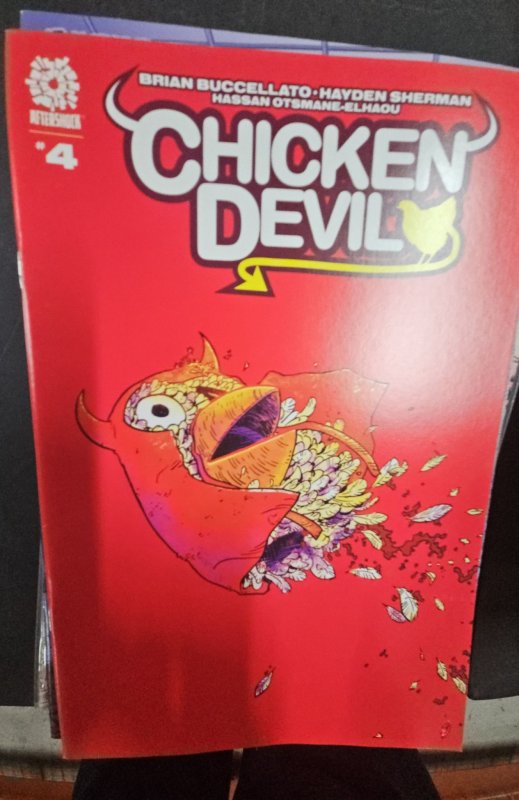 AFTERSHOCK
#4
BRIAN BUCCELLATO • HAYDEN SHERMAN
HASSAN OTSMANE-ELHAOU
CHICKEN
DEVIL